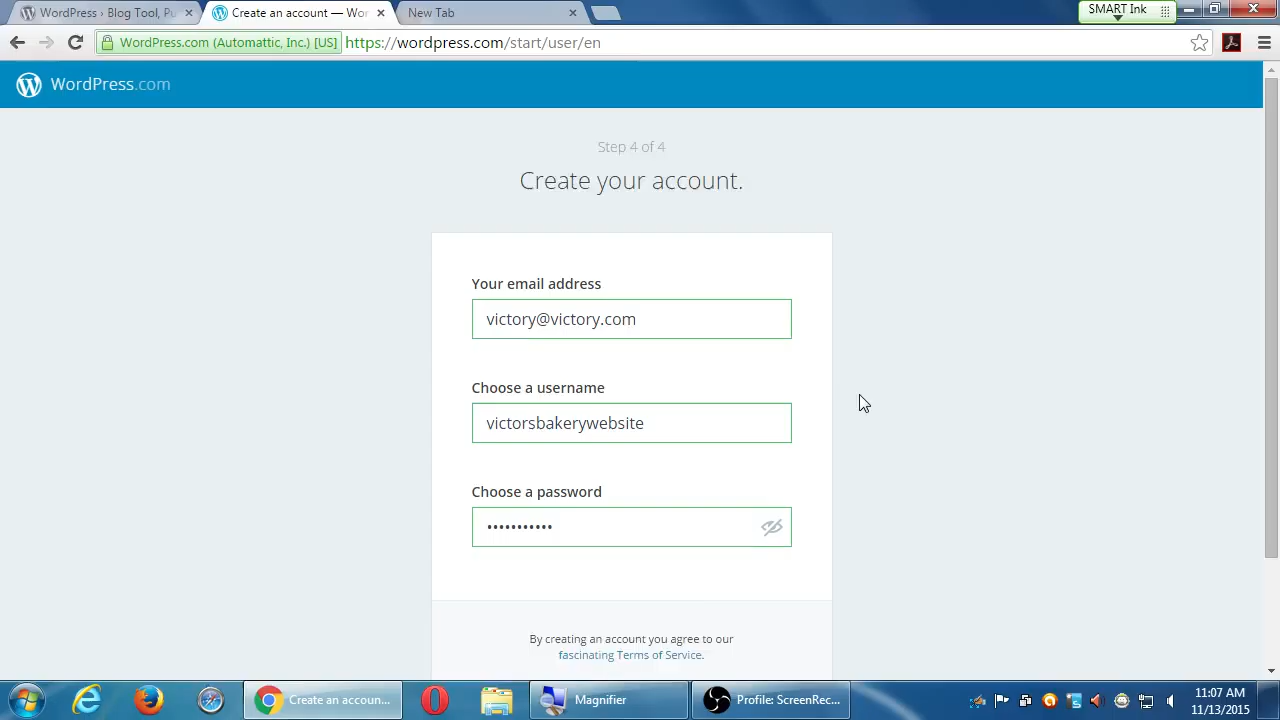 WordPress › Blog Tool, Pu
Create an account — Wor
New Tab
SMART Ink
WordPress.com (Automattic, Inc.) [US]
https://wordpress.com/start/user/en
WordPress.com
Step 4 of 4
Create your account.
Your email address
victory@victory.com
Choose a username
victorsbakerywebsite
Choose a password
•••••••••••
By creating an account you agree to our
fascinating Terms of Service.
Create an accoun...
Magnifier
Profile: ScreenRec...
11:07 AM
11/13/2015